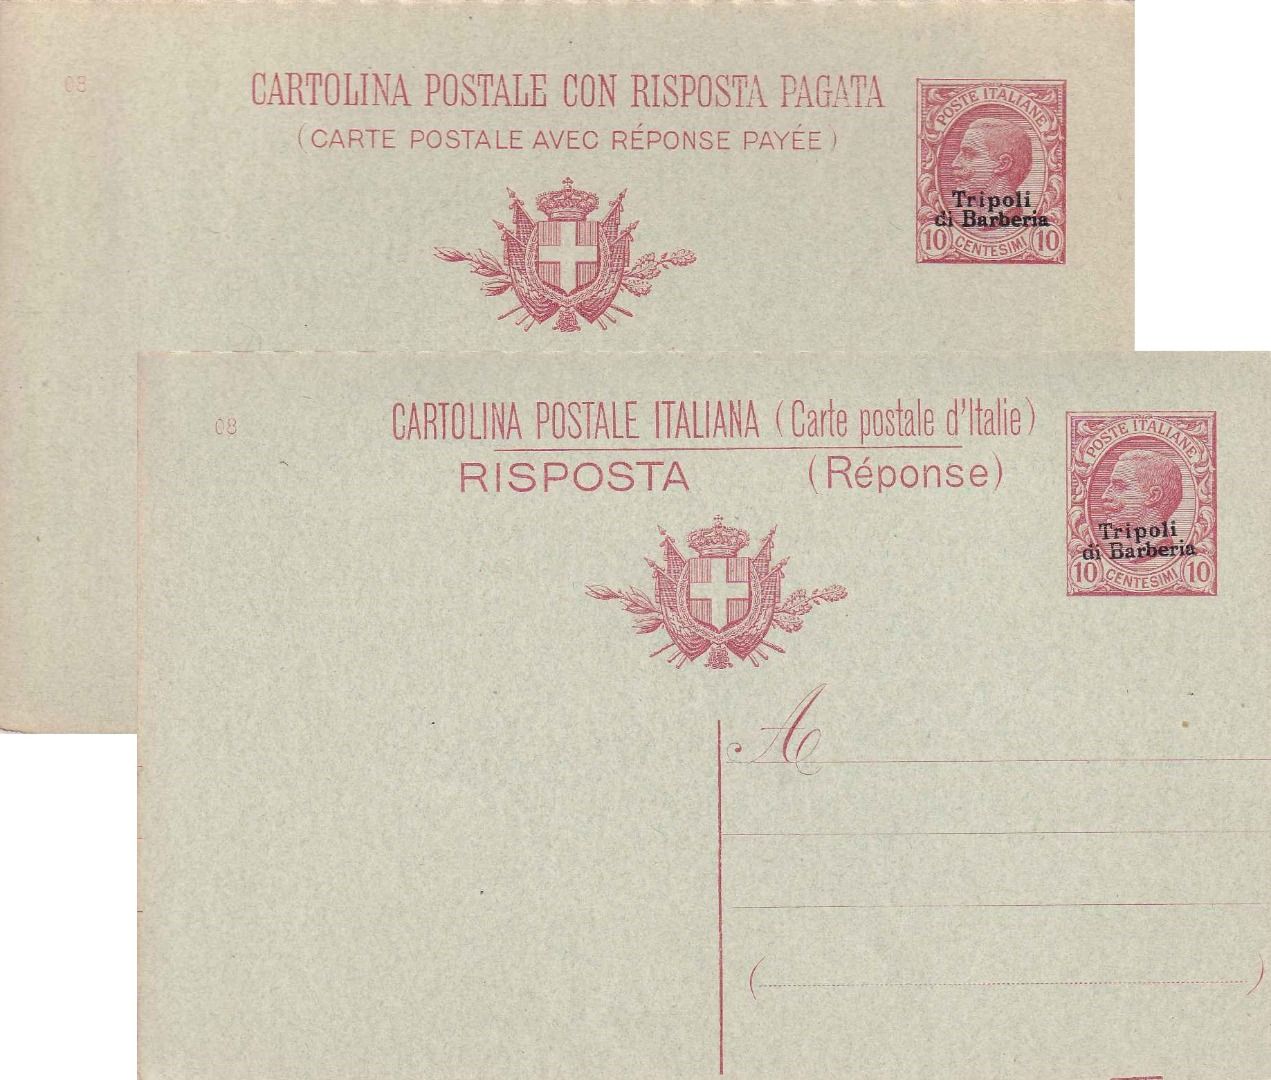 08
CARTOLINA POSTALE CON RISPOSTA PAGATA
(CARTE POSTALE AVEC RÉPONSE PAYÉE)
POSTE ITALIANE
Tripoli
di Barberia
10 CENTESIMI 10
08
CARTOLINA POSTALE ITALIANA (Carte postale d'Italie)
RISPOSTA (Réponse)
POSTE ITALIANE
Tripoli
di Barberia
10 CENTESIMI 10
A
( )